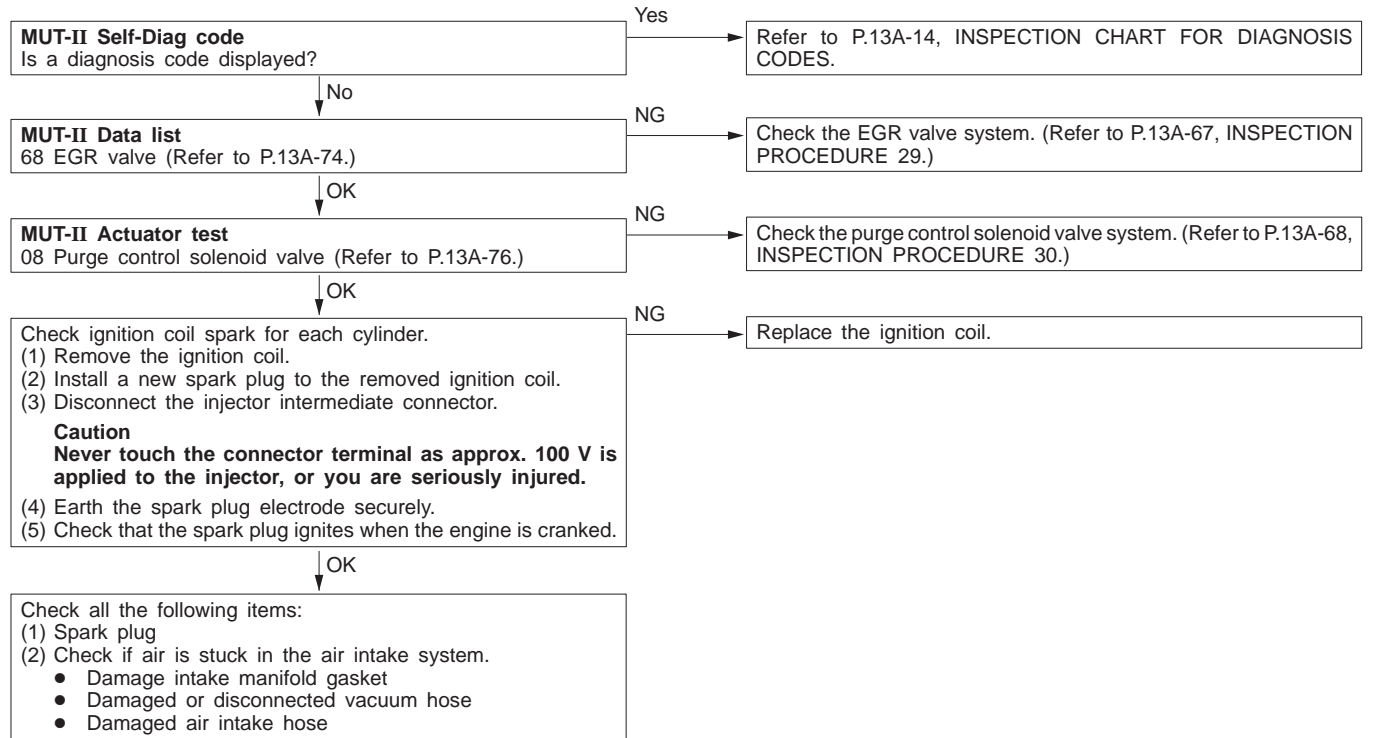 Yes
MUT-II Self-Diag code
Is a diagnosis code displayed?
Refer to P.13A-14, INSPECTION CHART FOR DIAGNOSIS
CODES.
No
NG
MUT-II Data list
68 EGR valve (Refer to P.13A-74.)
Check the EGR valve system. (Refer to P.13A-67, INSPECTION
PROCEDURE 29.)
OK
NG
MUT-II Actuator test
08 Purge control solenoid valve (Refer to P.13A-76.)
Check the purge control solenoid valve system. (Refer to P.13A-68,
INSPECTION PROCEDURE 30.)
OK
NG
Check ignition coil spark for each cylinder.
(1) Remove the ignition coil.
(2) Install a new spark plug to the removed ignition coil.
(3) Disconnect the injector intermediate connector.
Caution
Never touch the connector terminal as approx. 100 V is
applied to the injector, or you are seriously injured.
(4) Earth the spark plug electrode securely.
(5) Check that the spark plug ignites when the engine is cranked.
Replace the ignition coil.
OK
Check all the following items:
(1) Spark plug
(2) Check if air is stuck in the air intake system.
● Damage intake manifold gasket
● Damaged or disconnected vacuum hose
● Damaged air intake hose